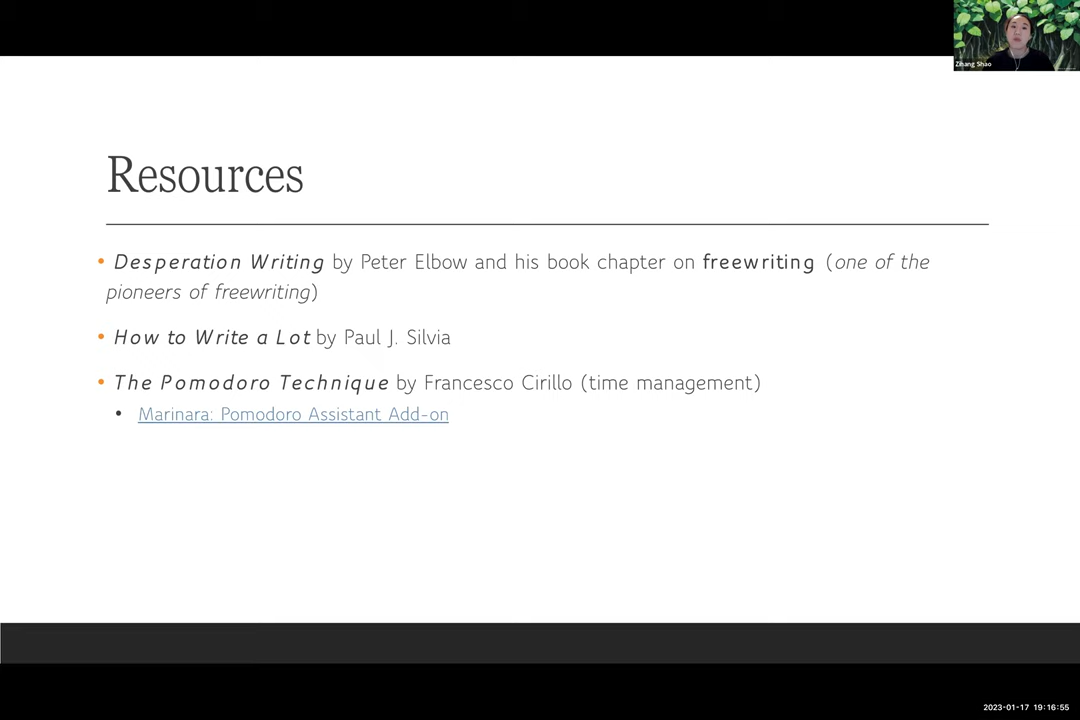 Zihang Shao
Resources
• Desperation Writing by Peter Elbow and his book chapter on freewriting (one of the
pioneers of freewriting)
• How to Write a Lot by Paul J. Silvia
• The Pomodoro Technique by Francesco Cirillo (time management)
• Marinara: Pomodoro Assistant Add-on
2023-01-17 19:16:55